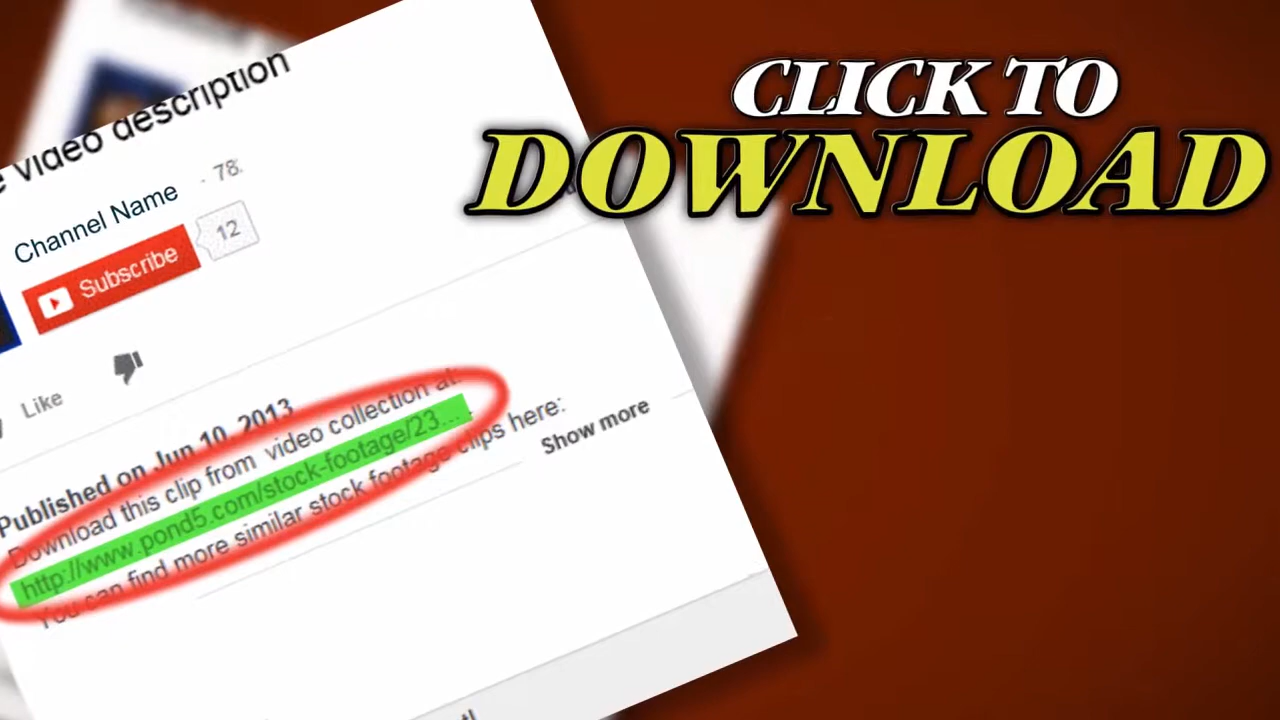 CLICK TO
DOWNLOAD
video description
Channel Name
Subscribe
12
Like
Published on Jun 10, 2013
Download this clip from video collection at:
http://www.pond5.com/stock-footage/23...
You can find more similar stock footage clips here:
Show more